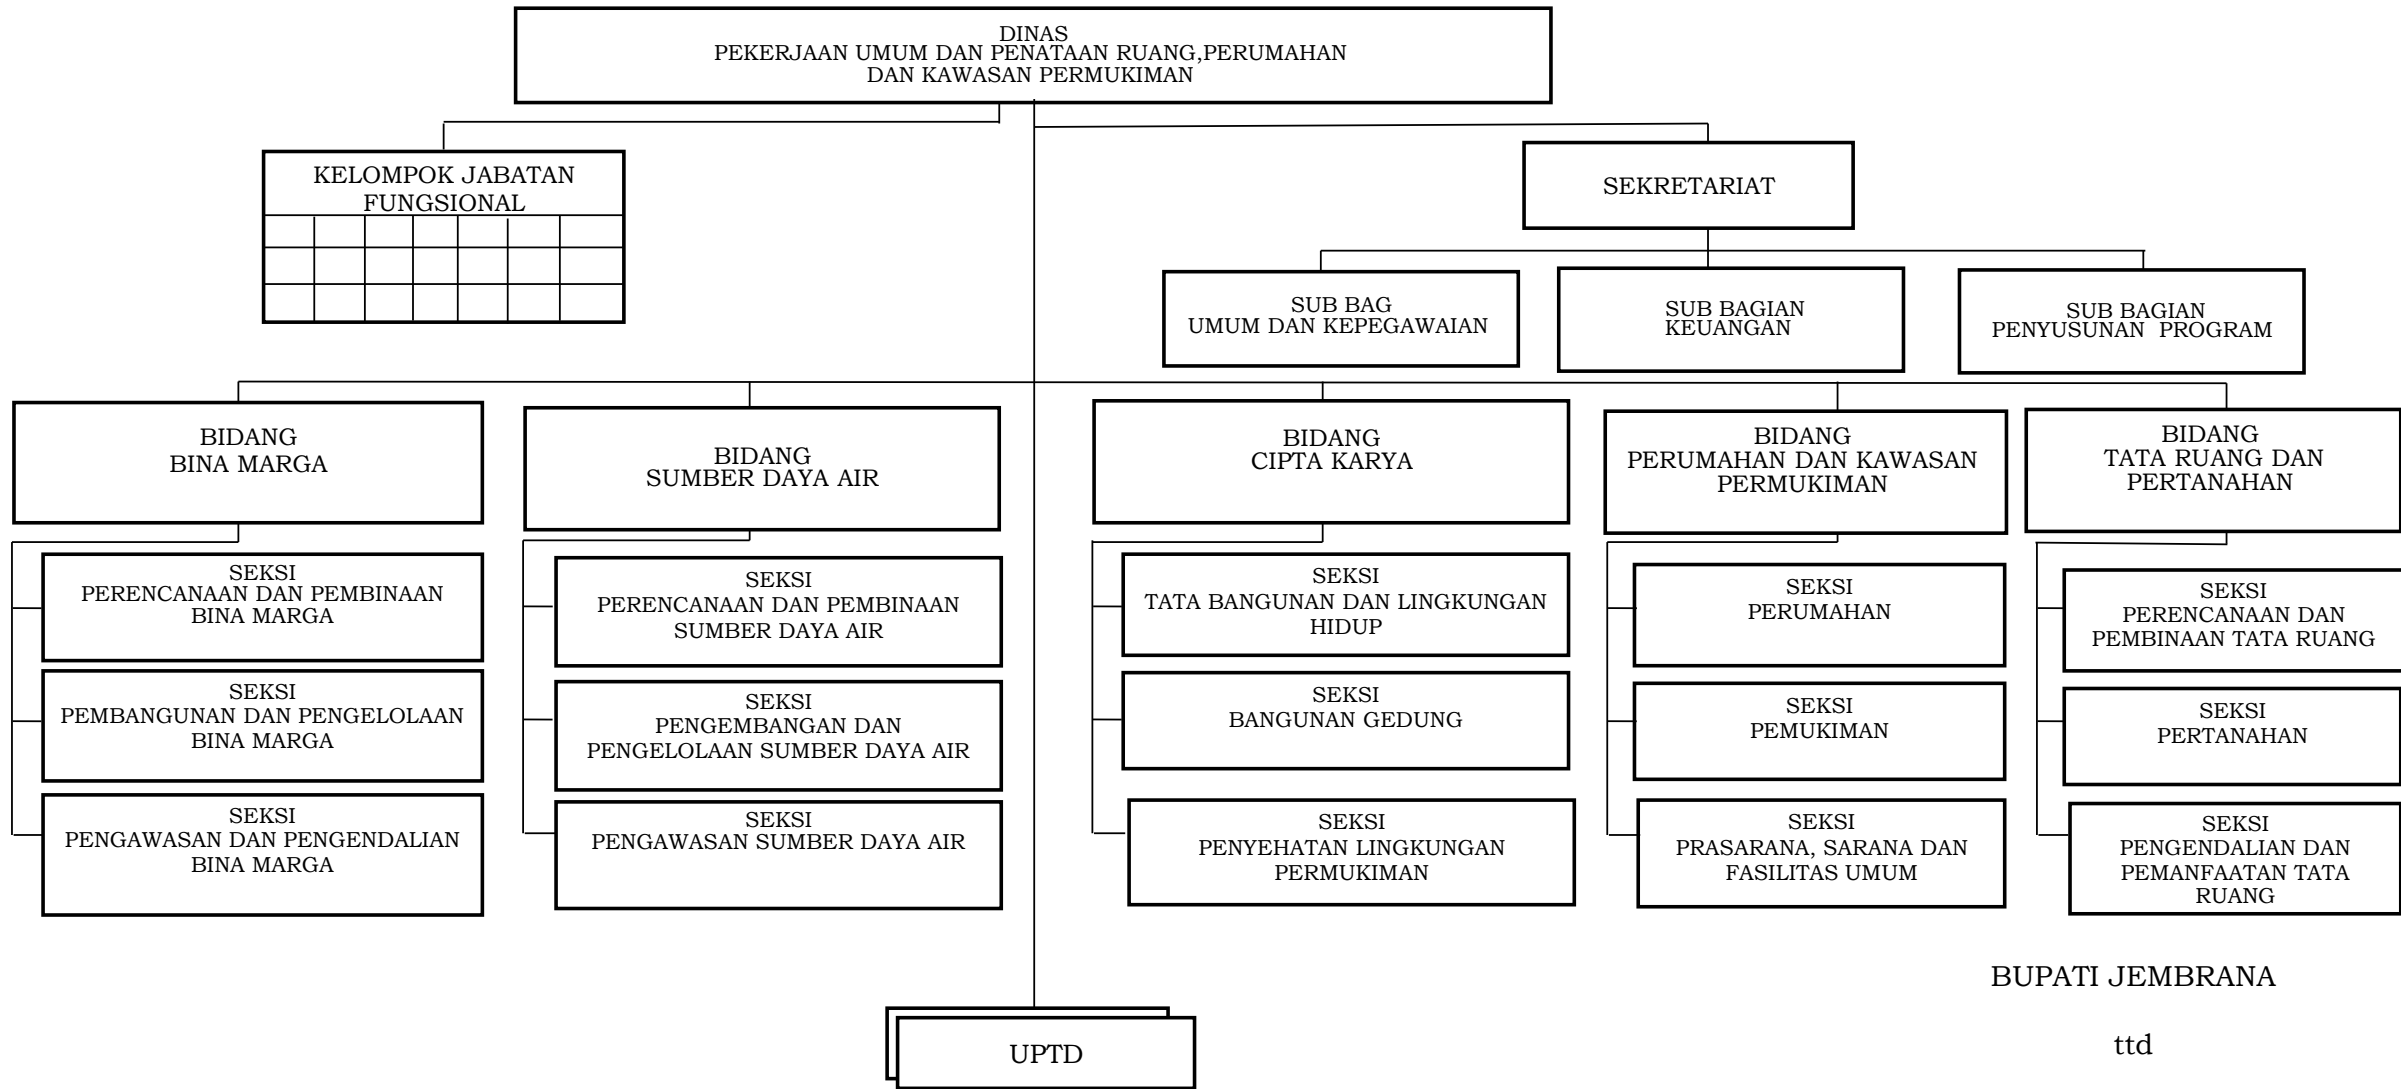 DINAS
PEKERJAAN UMUM DAN PENATAAN RUANG,PERUMAHAN
DAN KAWASAN PERMUKIMAN
KELOMPOK JABATAN
FUNGSIONAL
SEKRETARIAT
SUB BAG
UMUM DAN KEPEGAWAIAN
SUB BAGIAN
KEUANGAN
SUB BAGIAN
PENYUSUNAN PROGRAM
BIDANG
BINA MARGA
BIDANG
SUMBER DAYA AIR
BIDANG
CIPTA KARYA
BIDANG
PERUMAHAN DAN KAWASAN
PERMUKIMAN
BIDANG
TATA RUANG DAN
PERTANAHAN
SEKSI
PERENCANAAN DAN PEMBINAAN
BINA MARGA
SEKSI
PERENCANAAN DAN PEMBINAAN
SUMBER DAYA AIR
SEKSI
TATA BANGUNAN DAN LINGKUNGAN
HIDUP
SEKSI
PERUMAHAN
SEKSI
PERENCANAAN DAN
PEMBINAAN TATA RUANG
SEKSI
PEMBANGUNAN DAN PENGELOLAAN
BINA MARGA
SEKSI
PENGEMBANGAN DAN
PENGELOLAAN SUMBER DAYA AIR
SEKSI
BANGUNAN GEDUNG
SEKSI
PEMUKIMAN
SEKSI
PERTANAHAN
SEKSI
PENGAWASAN DAN PENGENDALIAN
BINA MARGA
SEKSI
PENGAWASAN SUMBER DAYA AIR
SEKSI
PENYEHATAN LINGKUNGAN
PERMUKIMAN
SEKSI
PRASARANA, SARANA DAN
FASILITAS UMUM
SEKSI
PENGENDALIAN DAN
PEMANFAATAN TATA
RUANG
BUPATI JEMBRANA
ttd
UPTD